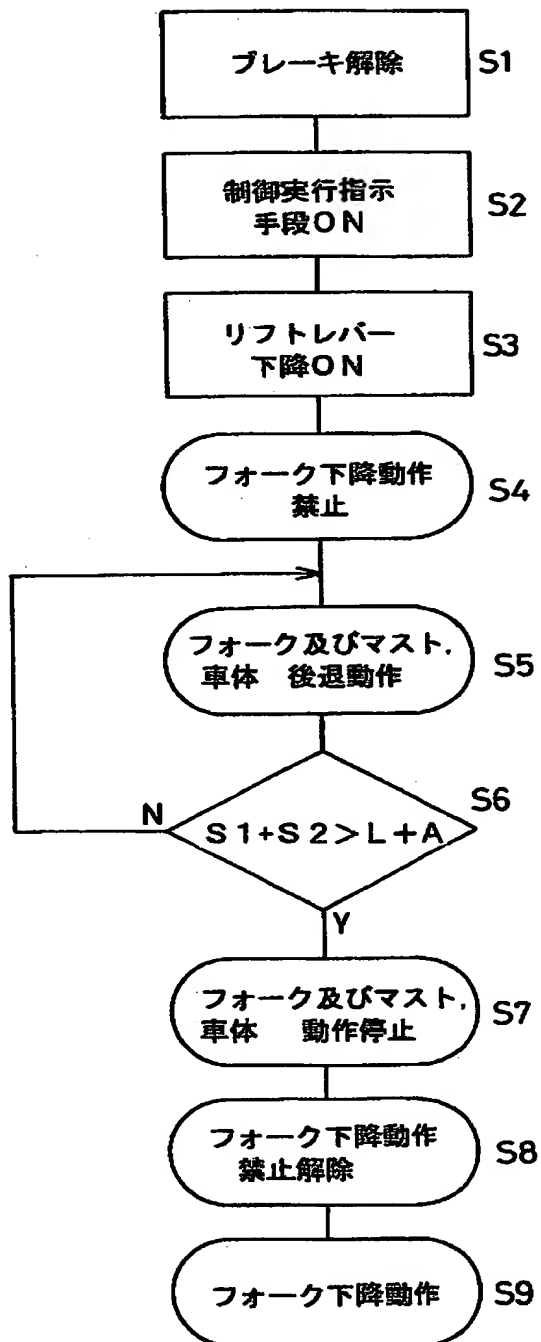 ブレーキ解除
S1
制御実行指示
手段ON
S2
リフトレバー
下降ON
S3
フォーク下降動作
禁止
S4
フォーク及びマスト.
車体 後退動作
S5
S6
N
S1+S2>L+A
Y
フォーク及びマスト.
車体 動作停止
S7
フォーク下降動作
禁止解除
S8
フォーク下降動作
S9